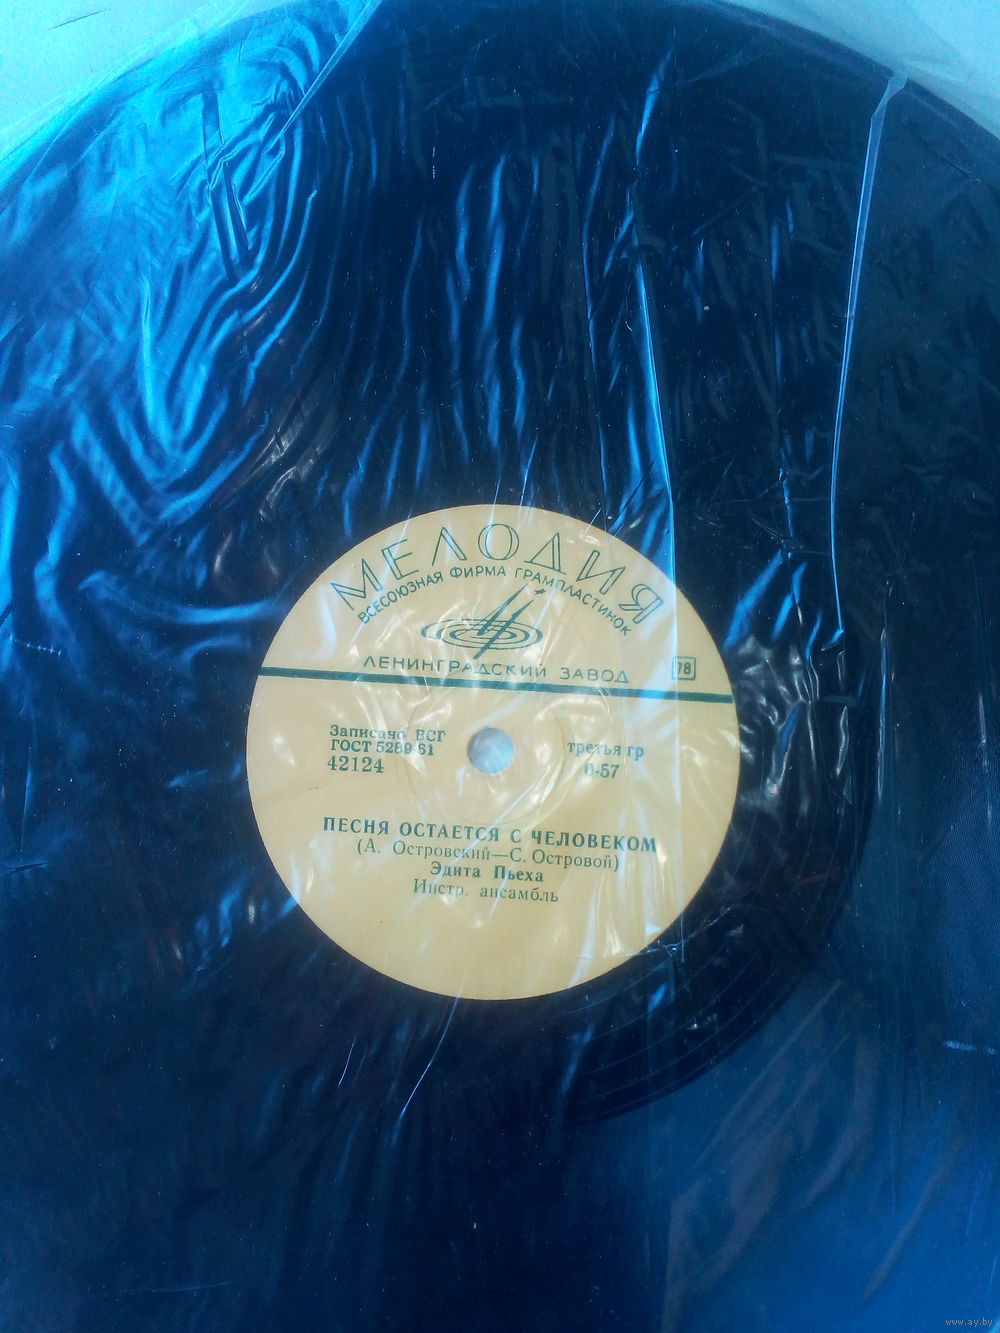 МЕЛОДИЯ
ВСЕСОЮЗНАЯ ФИРМА ГРАМПЛАСТИНОК
ЛЕНИНГРАДСКИЙ ЗАВОД
78
Записано ВСГ
ГОСТ 5289-61
42124
третья гр
0-57
ПЕСНЯ ОСТАЕТСЯ С ЧЕЛОВЕКОМ
(А. Островский—С. Островой)
Эдита Пьеха
Инстр. ансамбль
www.ay.by